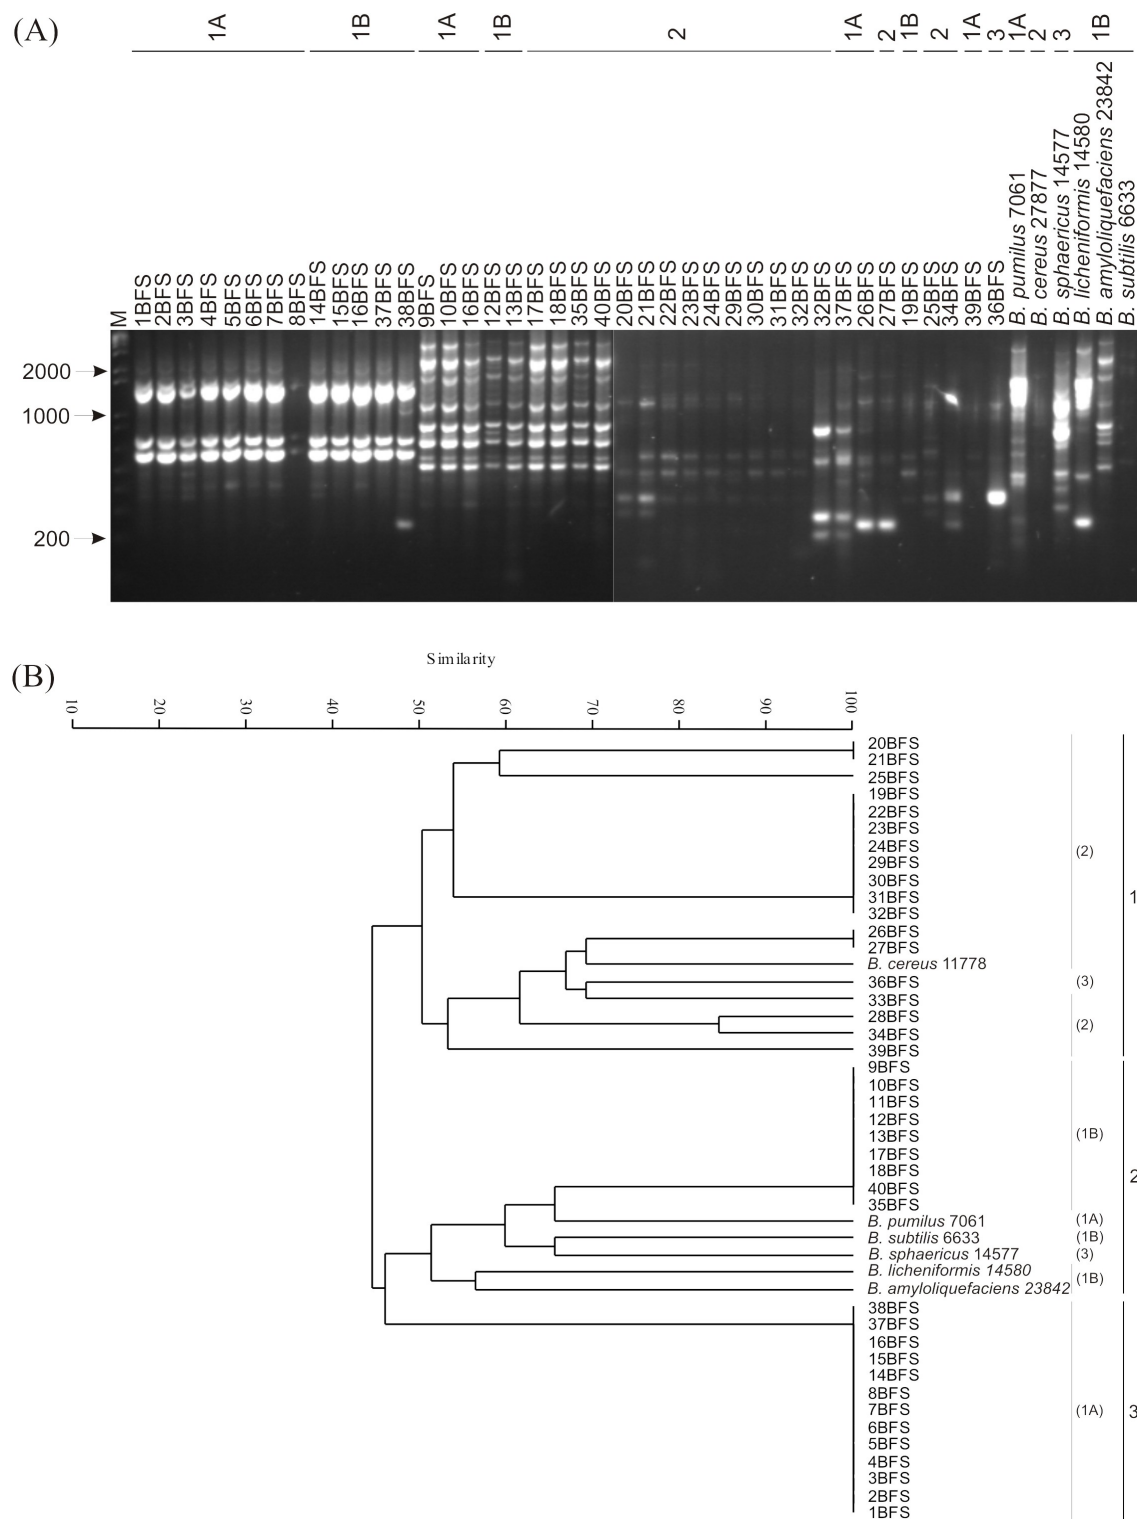 (A)
1A 1B 1A 1B 2 1A 2 1B 2 1A 3 1A 2 3 1B
M 1BFS 2BFS 3BFS 4BFS 5BFS 6BFS 7BFS 8BFS 14BFS 15BFS 16BFS 37BFS 38BFS 9BFS 10BFS 16BFS 12BFS 13BFS 17BFS 18BFS 35BFS 40BFS 20BFS 21BFS 22BFS 23BFS 24BFS 29BFS 30BFS 31BFS 32BFS 32BFS 37BFS 26BFS 27BFS 19BFS 25BFS 34BFS 39BFS 36BFS B. pumilus 7061 B. cereus 27877 B. sphaericus 14577 B. licheniformis 14580 B. amyloliquefaciens 23842 B. subtilis 6633
2000
1000
200
(B)
Similarity
10 20 30 40 50 60 70 80 90 100
20BFS
21BFS
25BFS
19BFS
22BFS
23BFS
24BFS
(2)
29BFS
30BFS
31BFS
1
32BFS
26BFS
27BFS
B. cereus 11778
36BFS
(3)
33BFS
28BFS
(2)
34BFS
39BFS
9BFS
10BFS
11BFS
12BFS
13BFS
(1B)
17BFS
18BFS
2
40BFS
35BFS
B. pumilus 7061
(1A)
B. subtilis 6633
(1B)
B. sphaericus 14577
(3)
B. licheniformis 14580
(1B)
B. amyloliquefaciens 23842
38BFS
37BFS
16BFS
15BFS
14BFS
8BFS
7BFS
(1A)
3
6BFS
5BFS
4BFS
3BFS
2BFS
1BFS